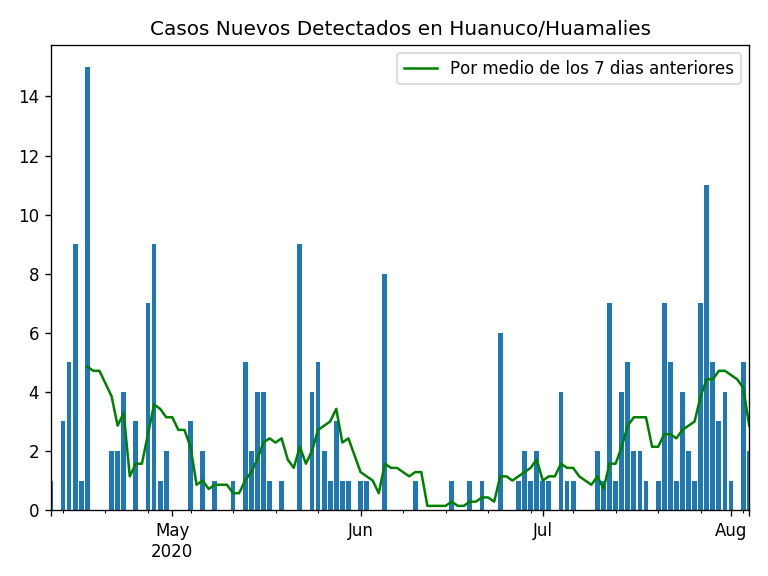 Casos Nuevos Detectados en Huanuco/Huamalies
Por medio de los 7 dias anteriores
14
12
10
8
6
4
2
0
May
2020
Jun
Jul
Aug